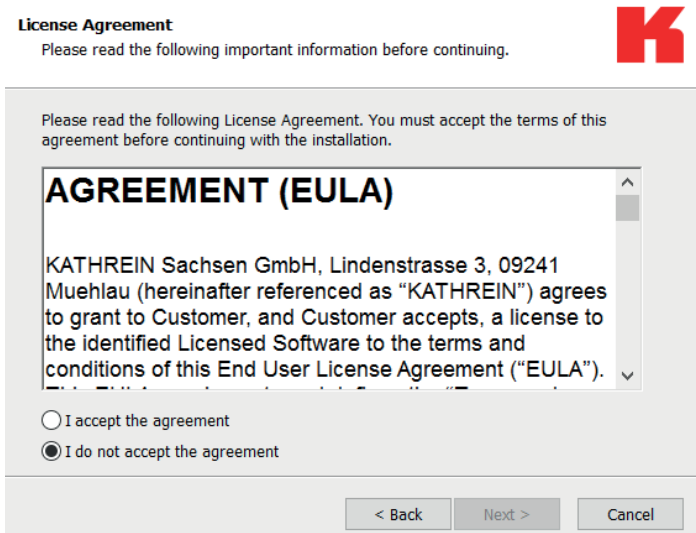 License Agreement
Please read the following important information before continuing.
Please read the following License Agreement. You must accept the terms of this
agreement before continuing with the installation.
AGREEMENT (EULA)
KATHREIN Sachsen GmbH, Lindenstrasse 3, 09241
Muehlau (hereinafter referenced as “KATHREIN”) agrees
to grant to Customer, and Customer accepts, a license to
the identified Licensed Software to the terms and
conditions of this End User License Agreement (“EULA”).
I accept the agreement
I do not accept the agreement
< Back
Next >
Cancel